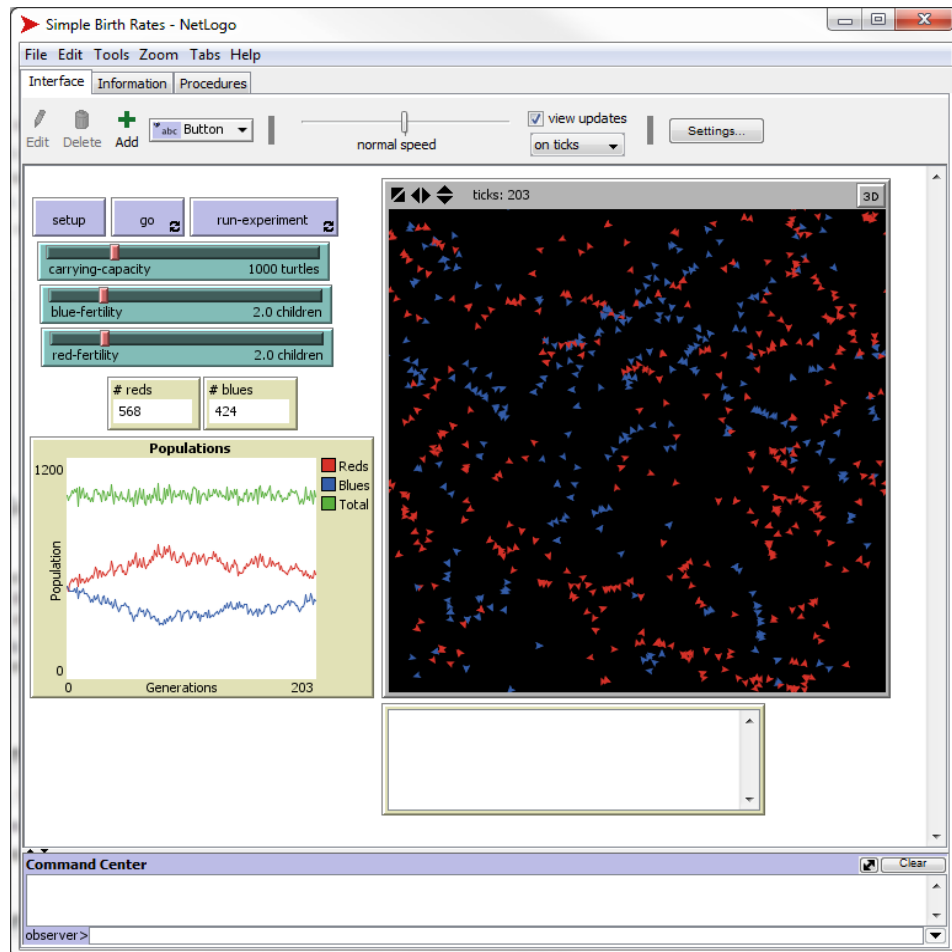 Simple Birth Rates - NetLogo
File Edit Tools Zoom Tabs Help
Interface Information Procedures
Edit Delete Add abc Button normal speed view updates on ticks Settings...
setup go run-experiment
carrying-capacity 1000 turtles
blue-fertility 2.0 children
red-fertility 2.0 children
# reds # blues
568 424
Populations
1200
Population
0
0 Generations 203
Reds
Blues
Total
ticks: 203 3D
Command Center Clear
observer>